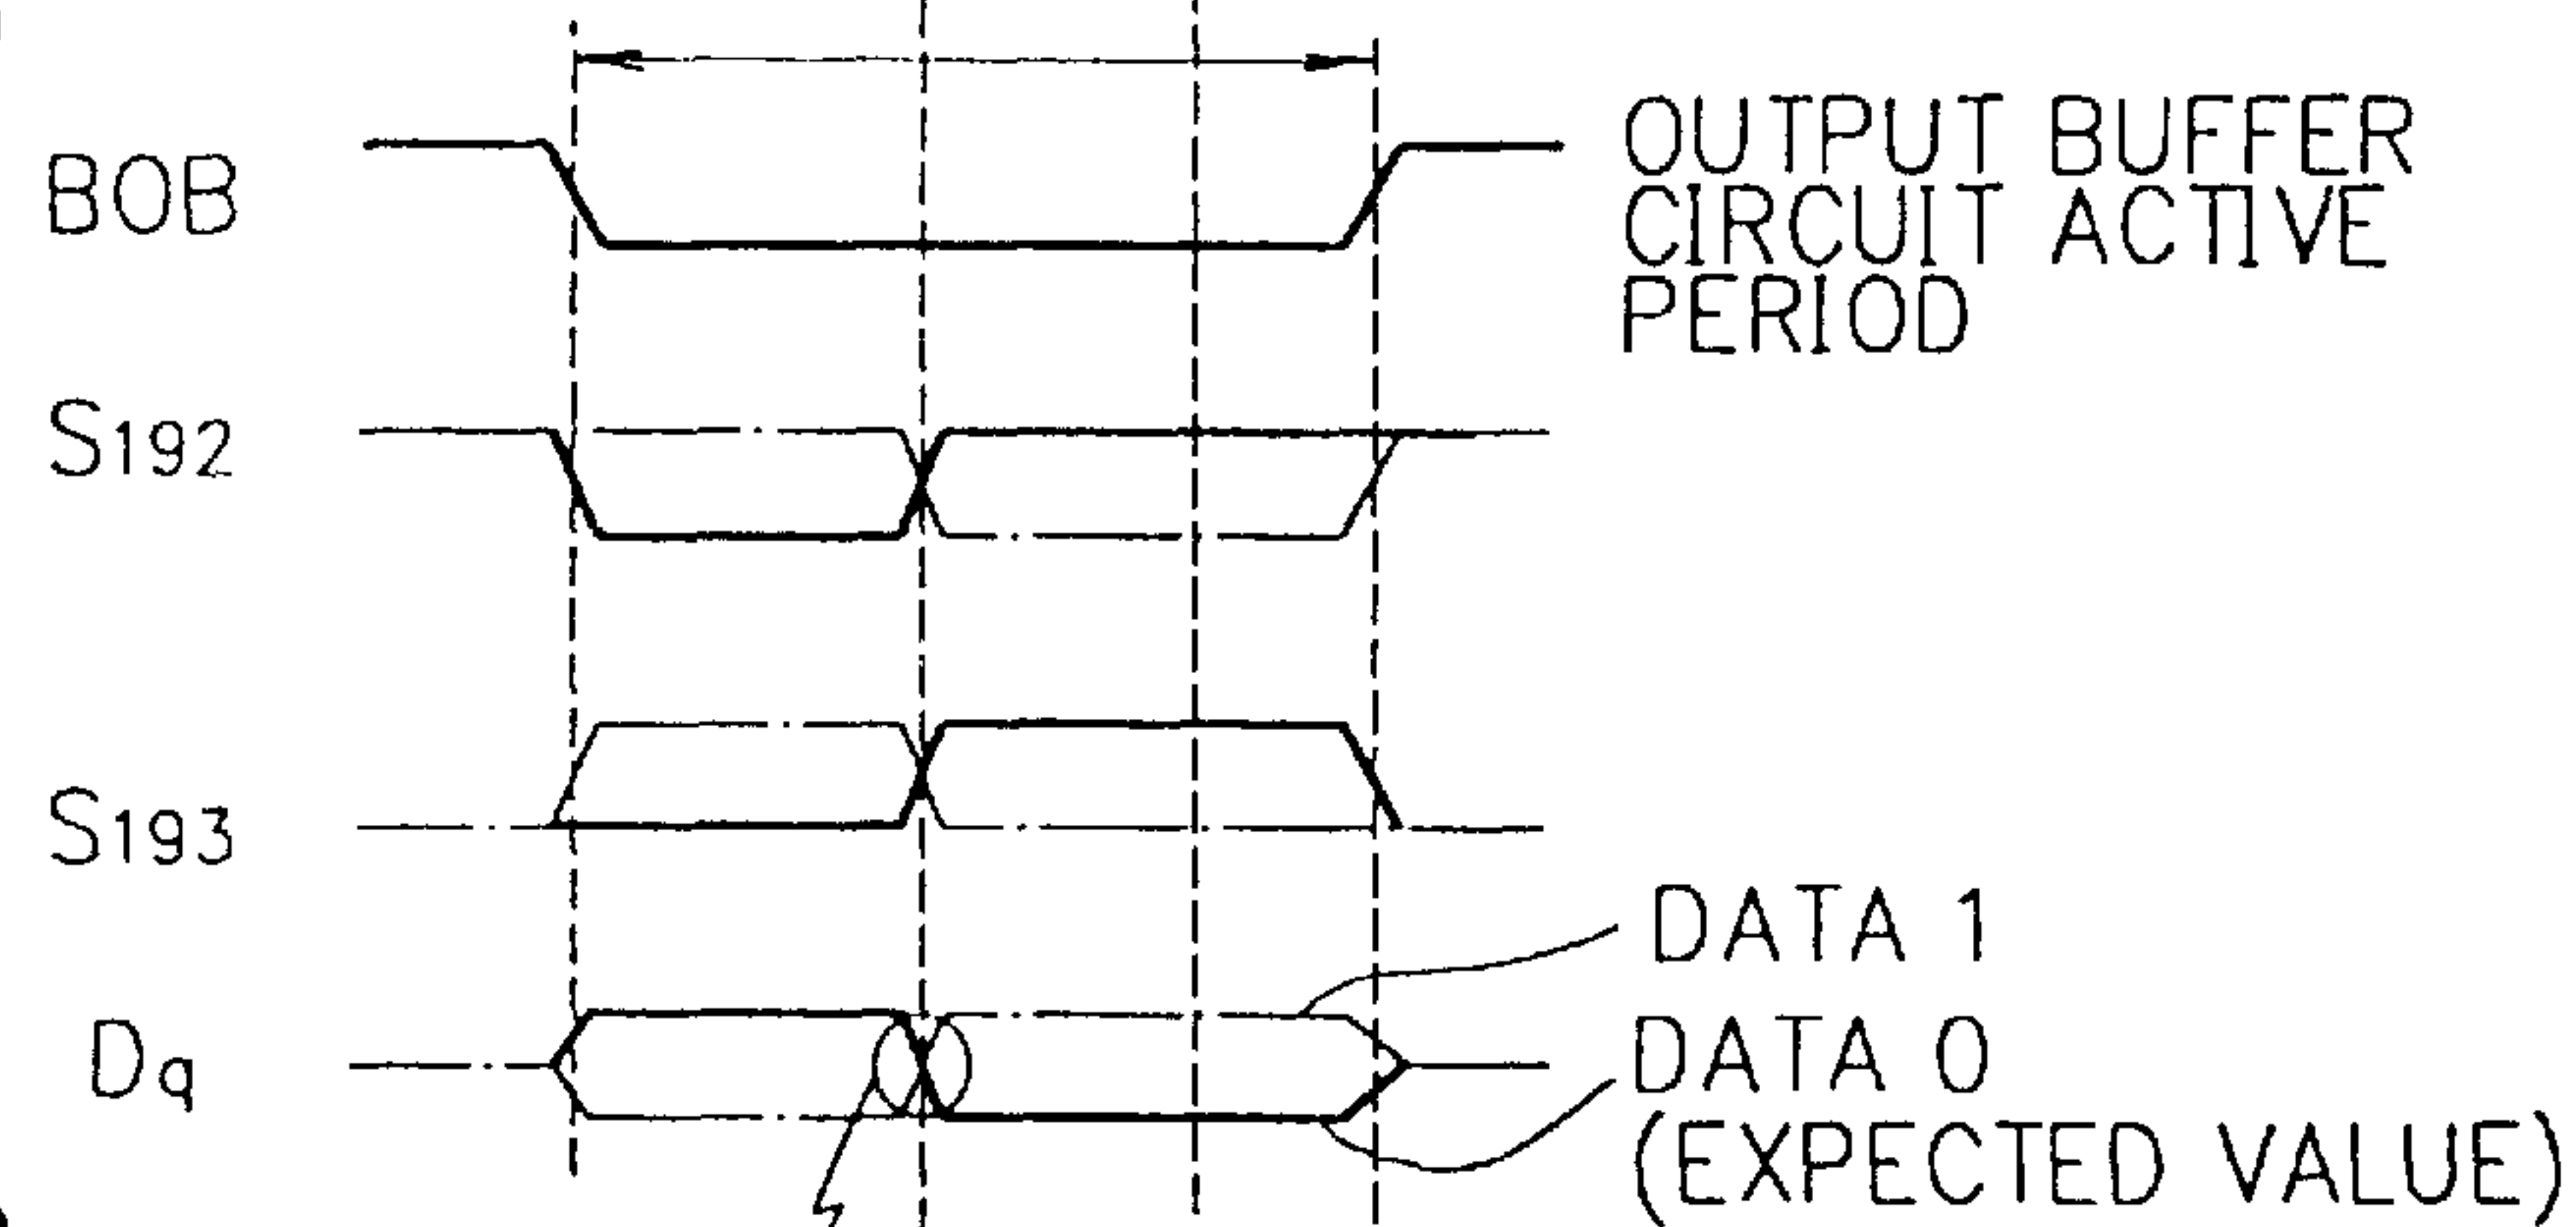 BOB
OUTPUT BUFFER
CIRCUIT ACTIVE
PERIOD
S192
S193
DATA 1
Dq
DATA 0
(EXPECTED VALUE)